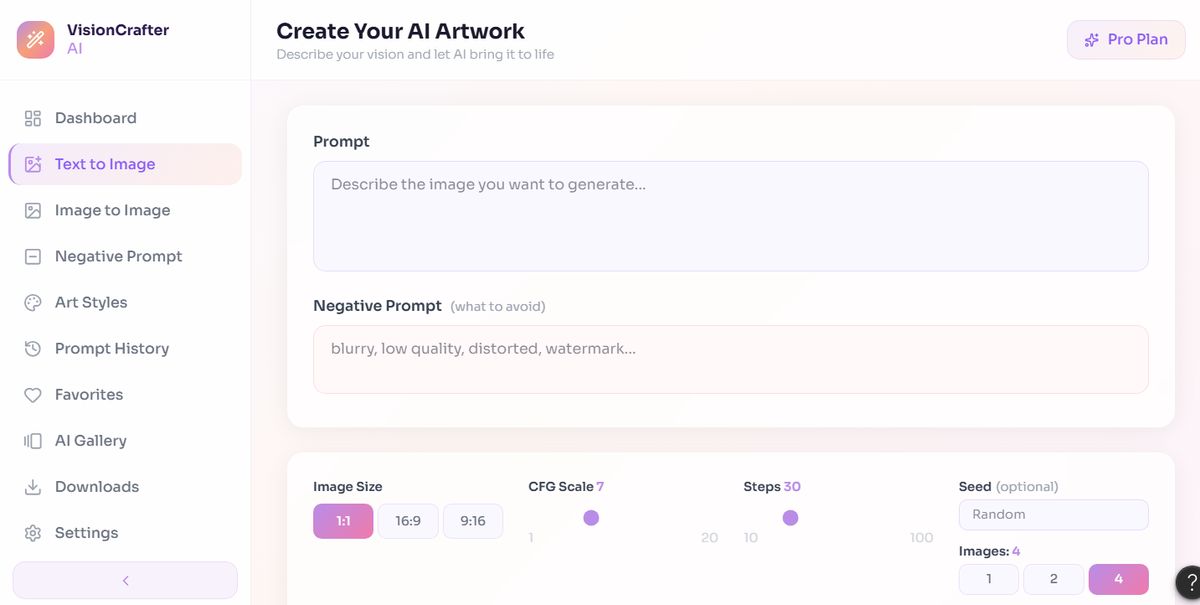 VisionCrafter
AI
Create Your AI Artwork
Describe your vision and let AI bring it to life
Pro Plan
Dashboard
Text to Image
Image to Image
Negative Prompt
Art Styles
Prompt History
Favorites
AI Gallery
Downloads
Settings
Prompt
Describe the image you want to generate...
Negative Prompt (what to avoid)
blurry, low quality, distorted, watermark...
Image Size
1:1 16:9 9:16
CFG Scale 7
1 20
Steps 30
10 100
Seed (optional)
Random
Images: 4
1 2 4
?